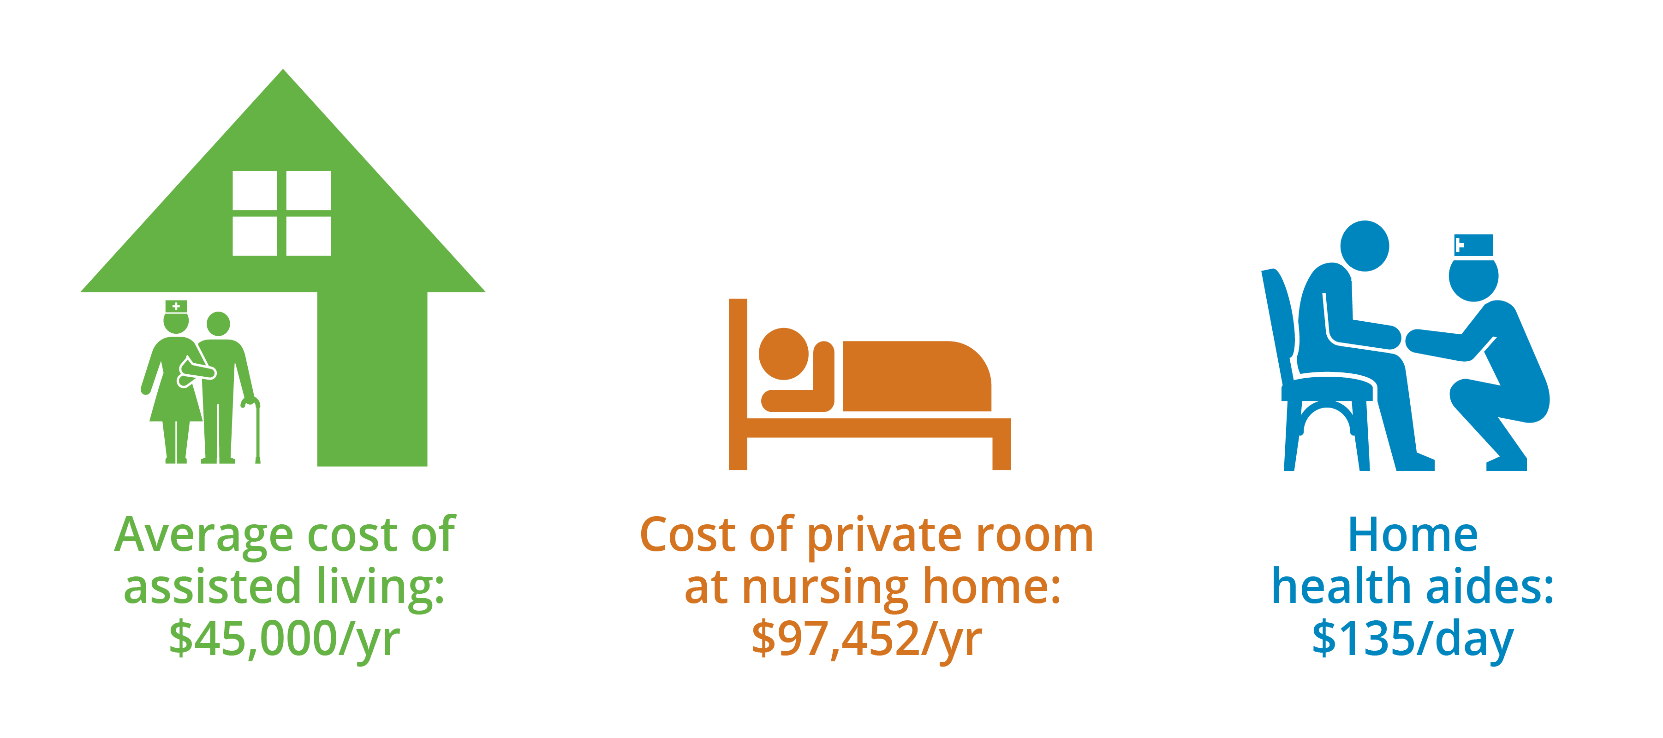 Average cost of
assisted living:
$45,000/yr
Cost of private room
at nursing home:
$97,452/yr
Home
health aides:
$135/day